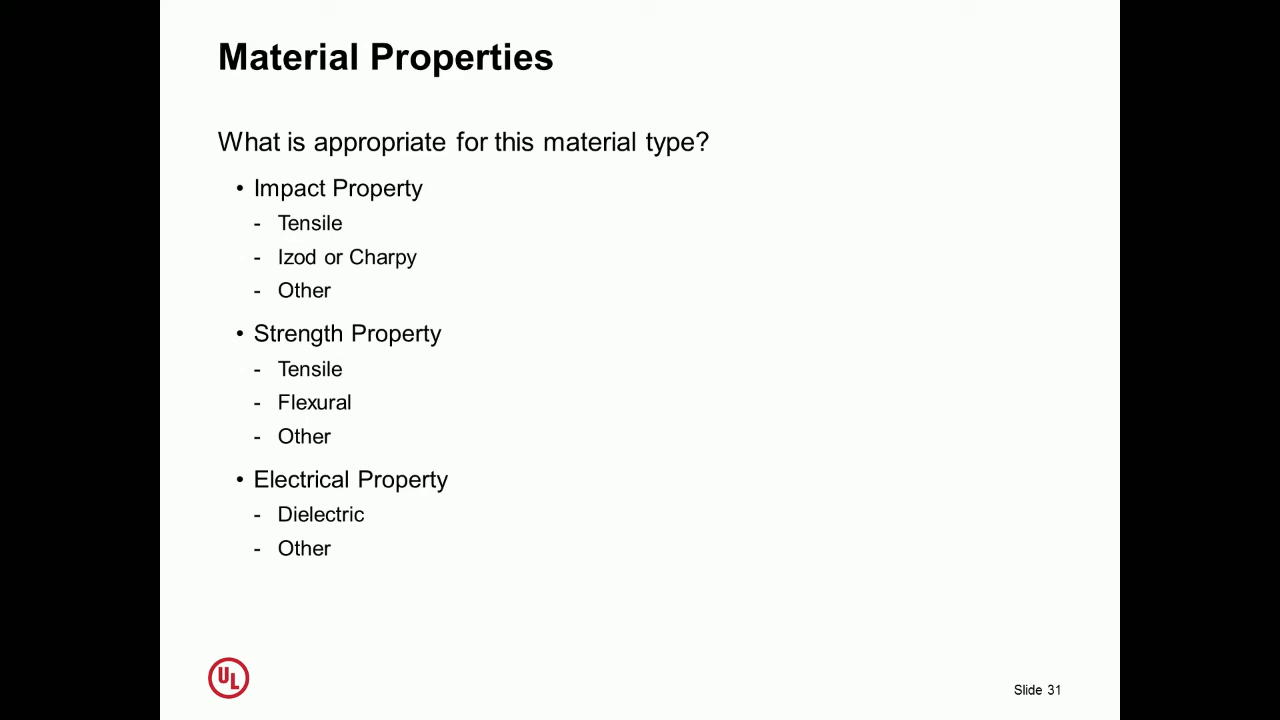 Material Properties
What is appropriate for this material type?
• Impact Property
- Tensile
- Izod or Charpy
- Other
• Strength Property
- Tensile
- Flexural
- Other
• Electrical Property
- Dielectric
- Other
UL
Slide 31